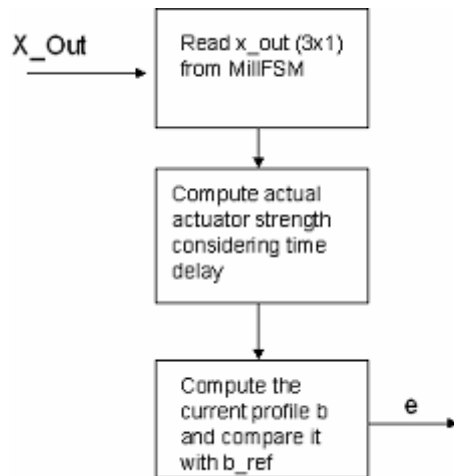 X_Out
Read x_out (3x1)
from MillFSM
Compute actual
actuator strength
considering time
delay
Compute the
current profile b
and compare it
with b_ref
e